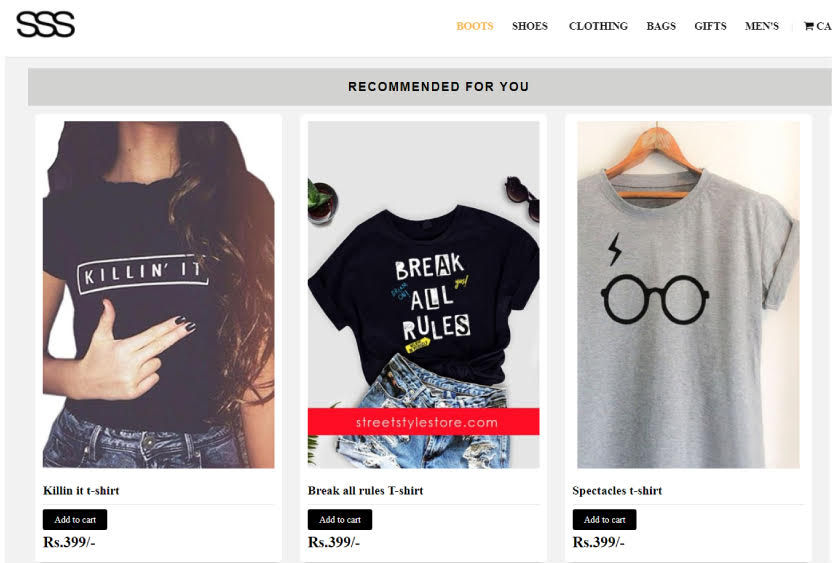 SSS
BOOTS SHOES CLOTHING BAGS GIFTS MEN'S CA
RECOMMENDED FOR YOU
KILLIN' IT
BREAK
ALL
RULES
streetstylestore.com
Killin it t-shirt
Break all rules T-shirt
Spectacles t-shirt
Add to cart
Add to cart
Add to cart
Rs.399/-
Rs.399/-
Rs.399/-